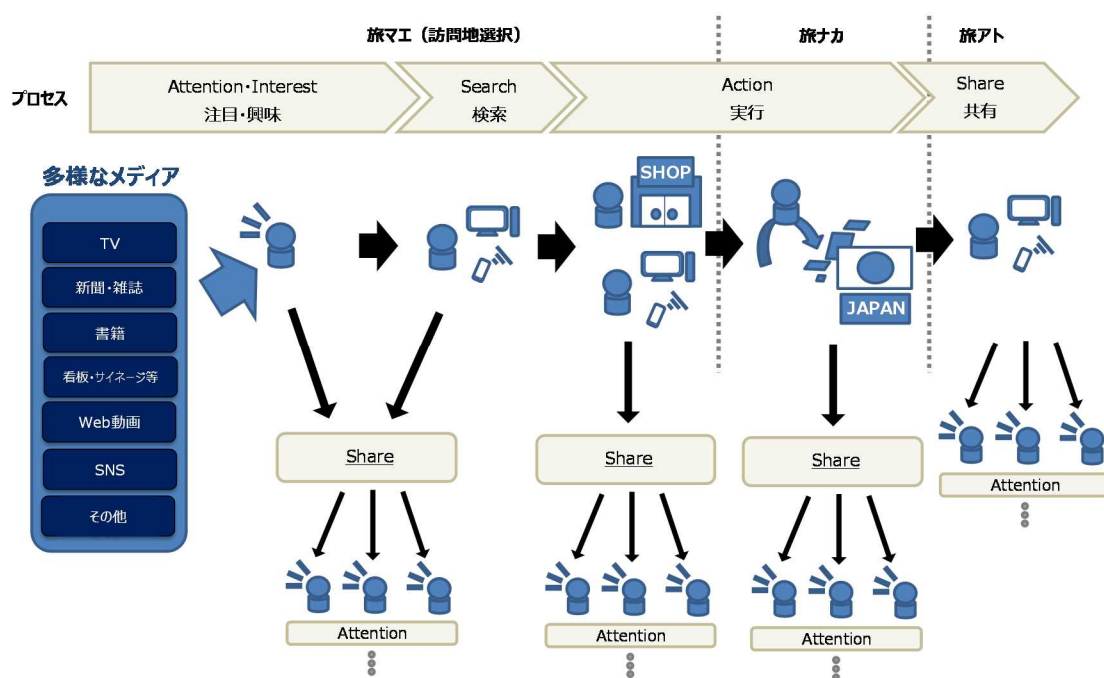 旅マエ（訪問地選択）
旅ナカ
旅アト
プロセス
Attention・Interest
注目・興味
Search
検索
Action
実行
Share
共有
多様なメディア
TV
新聞・雑誌
書籍
看板・サイネージ等
Web動画
SNS
その他
SHOP
JAPAN
Share
Share
Share
Attention
Attention
Attention
Attention